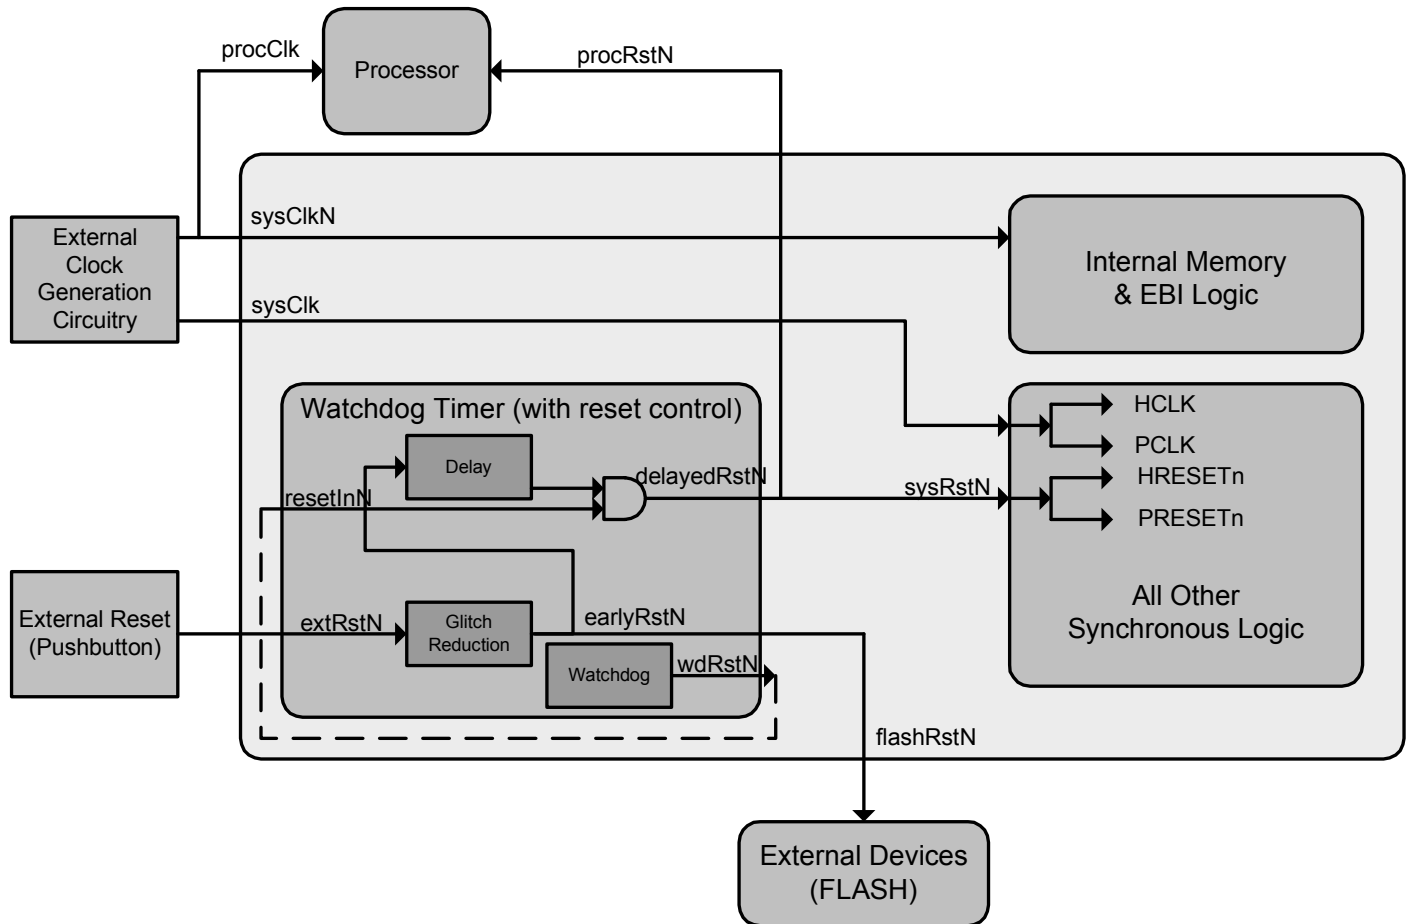 procClk
Processor
procRstN
sysClkN
External
Clock
Generation
Circuitry
Internal Memory
& EBI Logic
sysClk
Watchdog Timer (with reset control)
HCLK
PCLK
Delay
delayedRstN
HRESETn
resetInN
sysRstN
PRESETn
External Reset
(Pushbutton)
extRstN
Glitch
Reduction
earlyRstN
All Other
Synchronous Logic
Watchdog
wdRstN
flashRstN
External Devices
(FLASH)